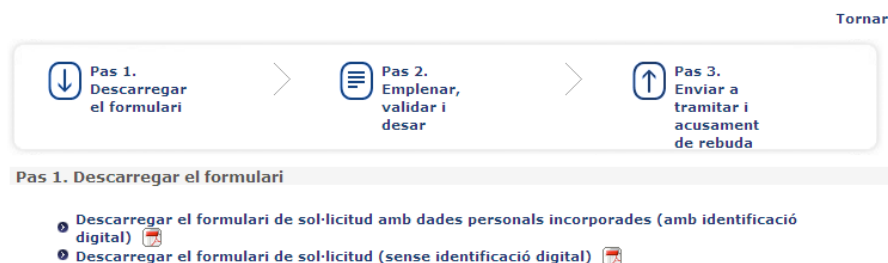 Tornar
Pas 1.
Descarregar
el formulari
Pas 2.
Emplenar,
validar i
desar
Pas 3.
Enviar a
tramitar i
acusament
de rebuda
Pas 1. Descarregar el formulari
Descarregar el formulari de sol·licitud amb dades personals incorporades (amb identificació
digital)
Descarregar el formulari de sol·licitud (sense identificació digital)